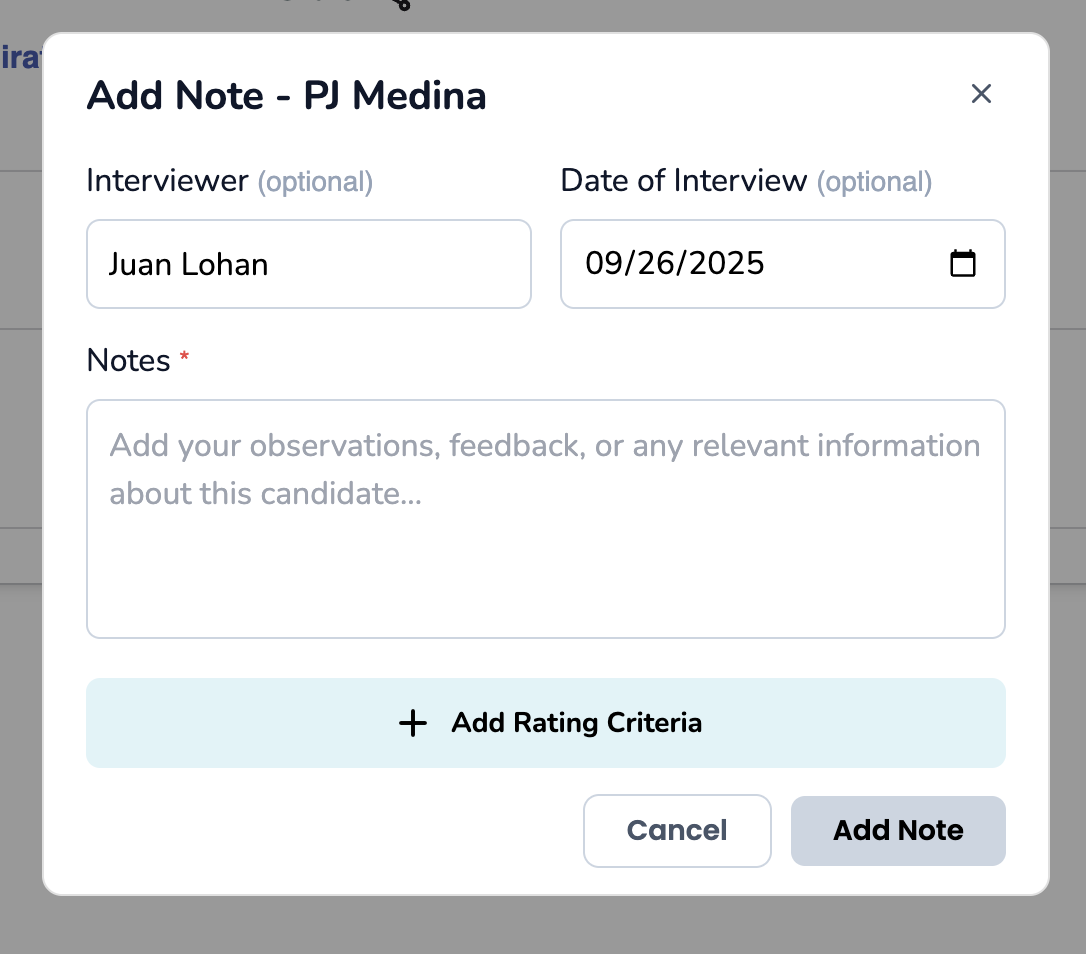 Add Note - PJ Medina
Interviewer (optional)
Date of Interview (optional)
Juan Lohan
09/26/2025
Notes *
Add your observations, feedback, or any relevant information
about this candidate...
Add Rating Criteria
Cancel
Add Note